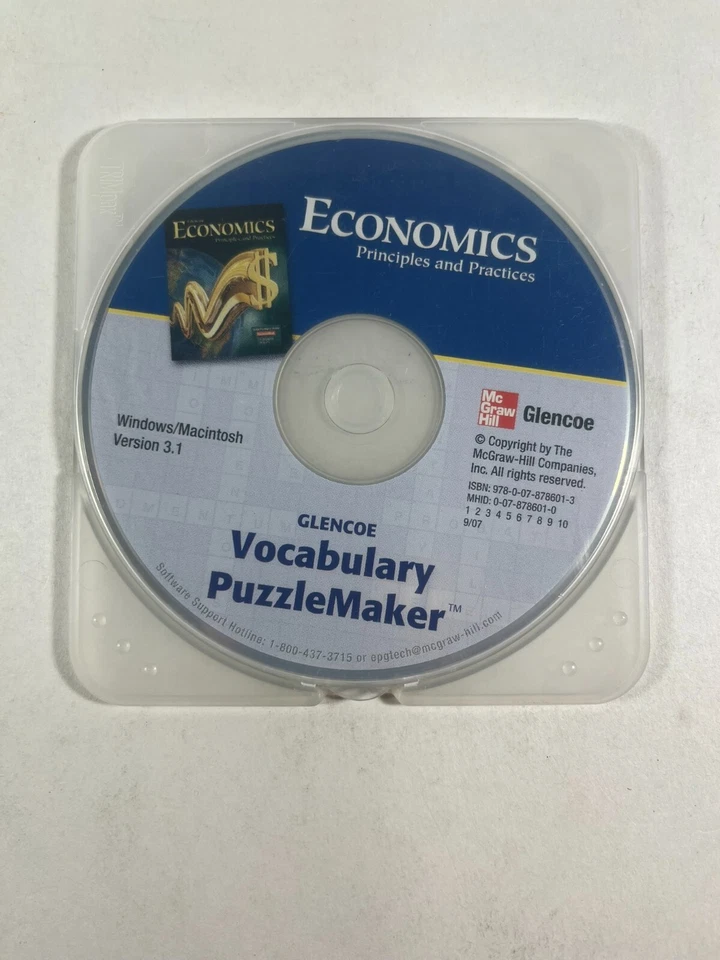 ECONOMICS
Principles and Practices
ECONOMICS
Principles and Practices
Mc
Graw
Hill
Glencoe
© Copyright by The
McGraw-Hill Companies,
Inc. All rights reserved.
ISBN: 978-0-07-878601-3
MHID: 0-07-878601-0
1 2 3 4 5 6 7 8 9 10
9/07
Windows/Macintosh
Version 3.1
GLENCOE
Vocabulary
PuzzleMaker™
Software Support Hotline: 1-800-437-3715 or epgtech@mcgraw-hill.com